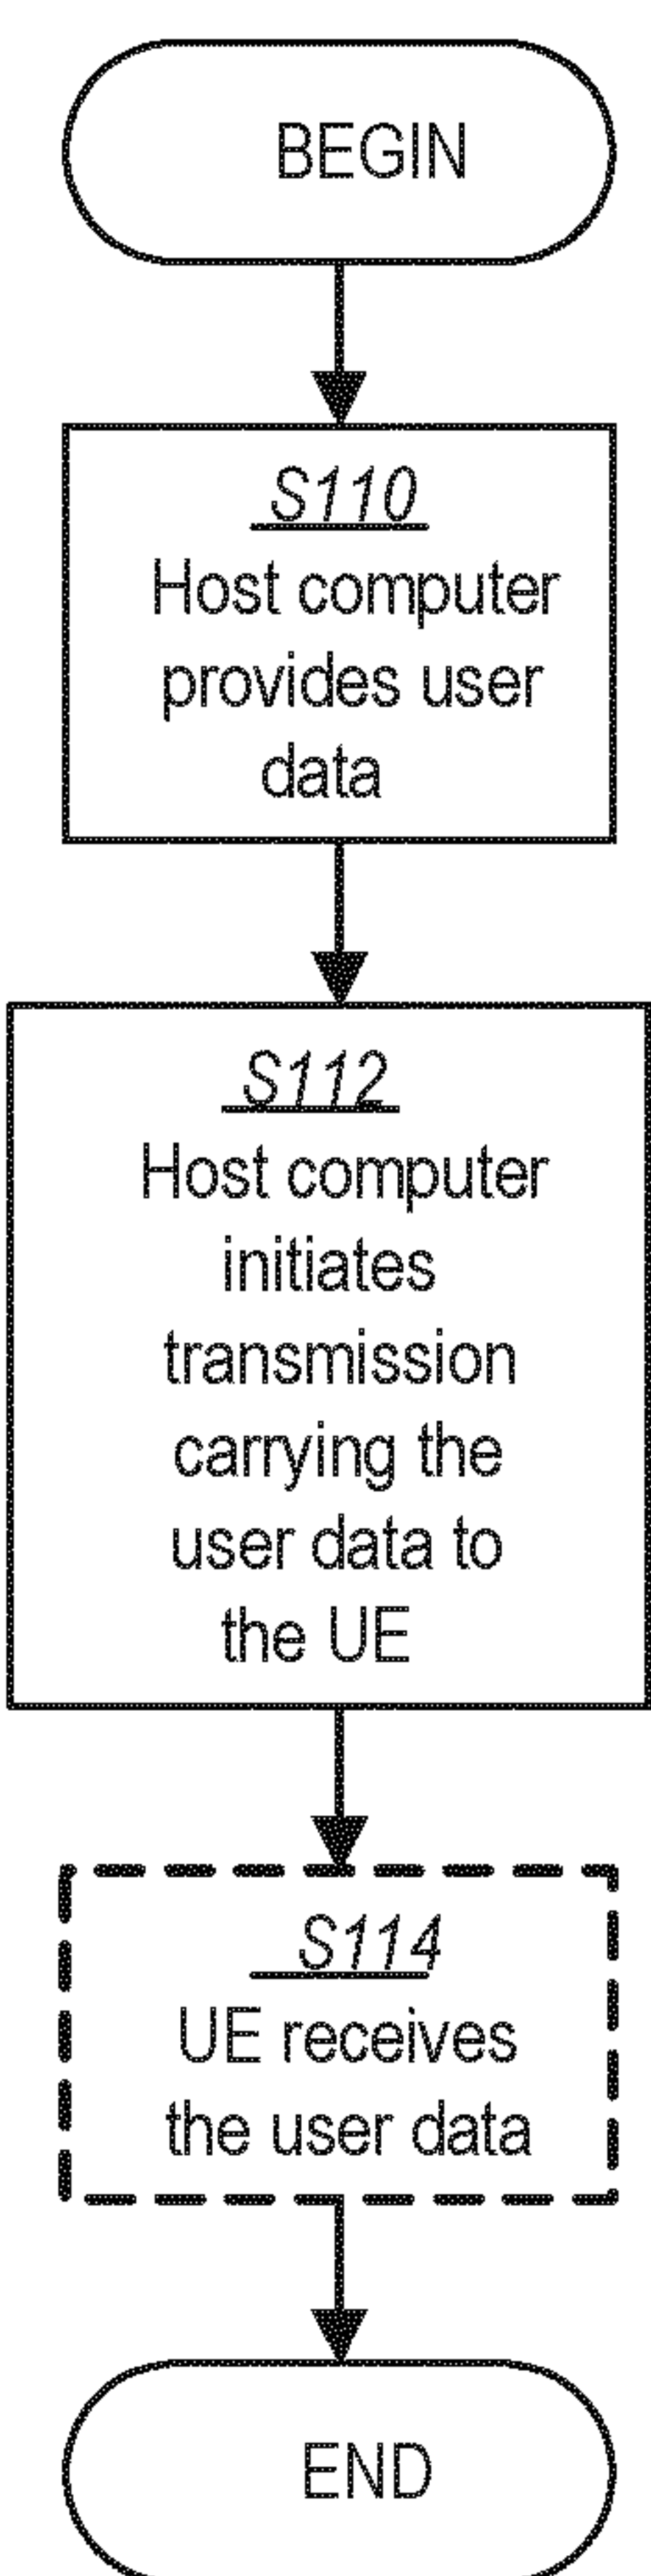 BEGIN
S110
Host computer
provides user
data
S112
Host computer
initiates
transmission
carrying the
user data to
the UE
S114
UE receives
the user data
END